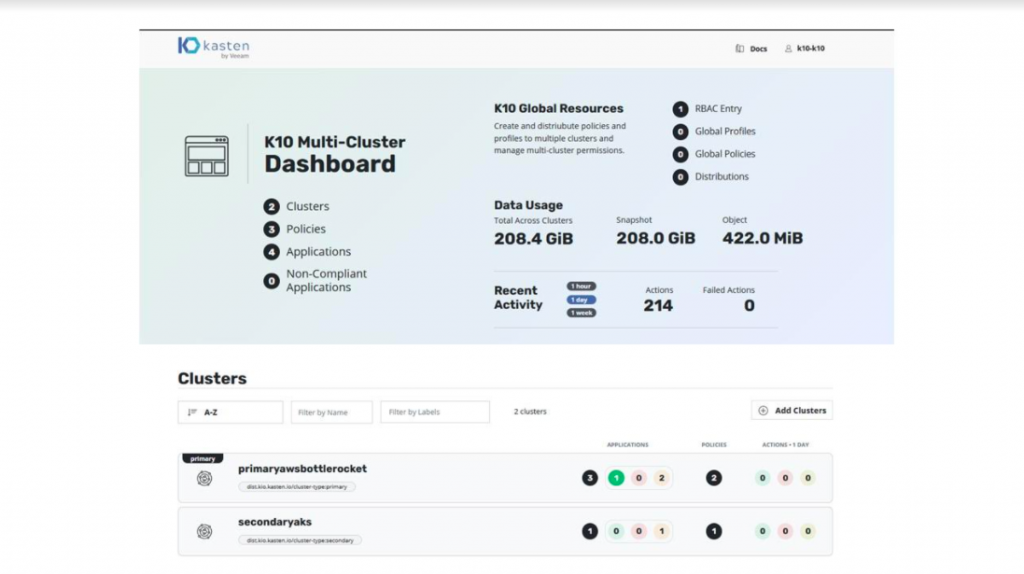 kasten
by Veeam
Docs
k10-k10
K10 Multi-Cluster
Dashboard
2 Clusters
3 Policies
4 Applications
0 Non-Compliant
Applications
K10 Global Resources
Create and distriubute policies and
profiles to multiple clusters and
manage multi-cluster permissions.
1 RBAC Entry
0 Global Profiles
0 Global Policies
0 Distributions
Data Usage
Total Across Clusters
208.4 GiB
Snapshot
208.0 GiB
Object
422.0 MiB
Recent
Activity
1 hour
1 day
1 week
Actions
214
Failed Actions
0
Clusters
A-Z
Filter by Name
Filter by Labels
2 clusters
Add Clusters
APPLICATIONS POLICIES ACTIONS • 1 DAY
primary
primaryawsbottlerocket
dist.kio.kasten.io/cluster-type:primary
3 1 0 2 2 0 0 0
secondaryaks
dist.kio.kasten.io/cluster-type:secondary
1 0 0 1 1 0 0 0